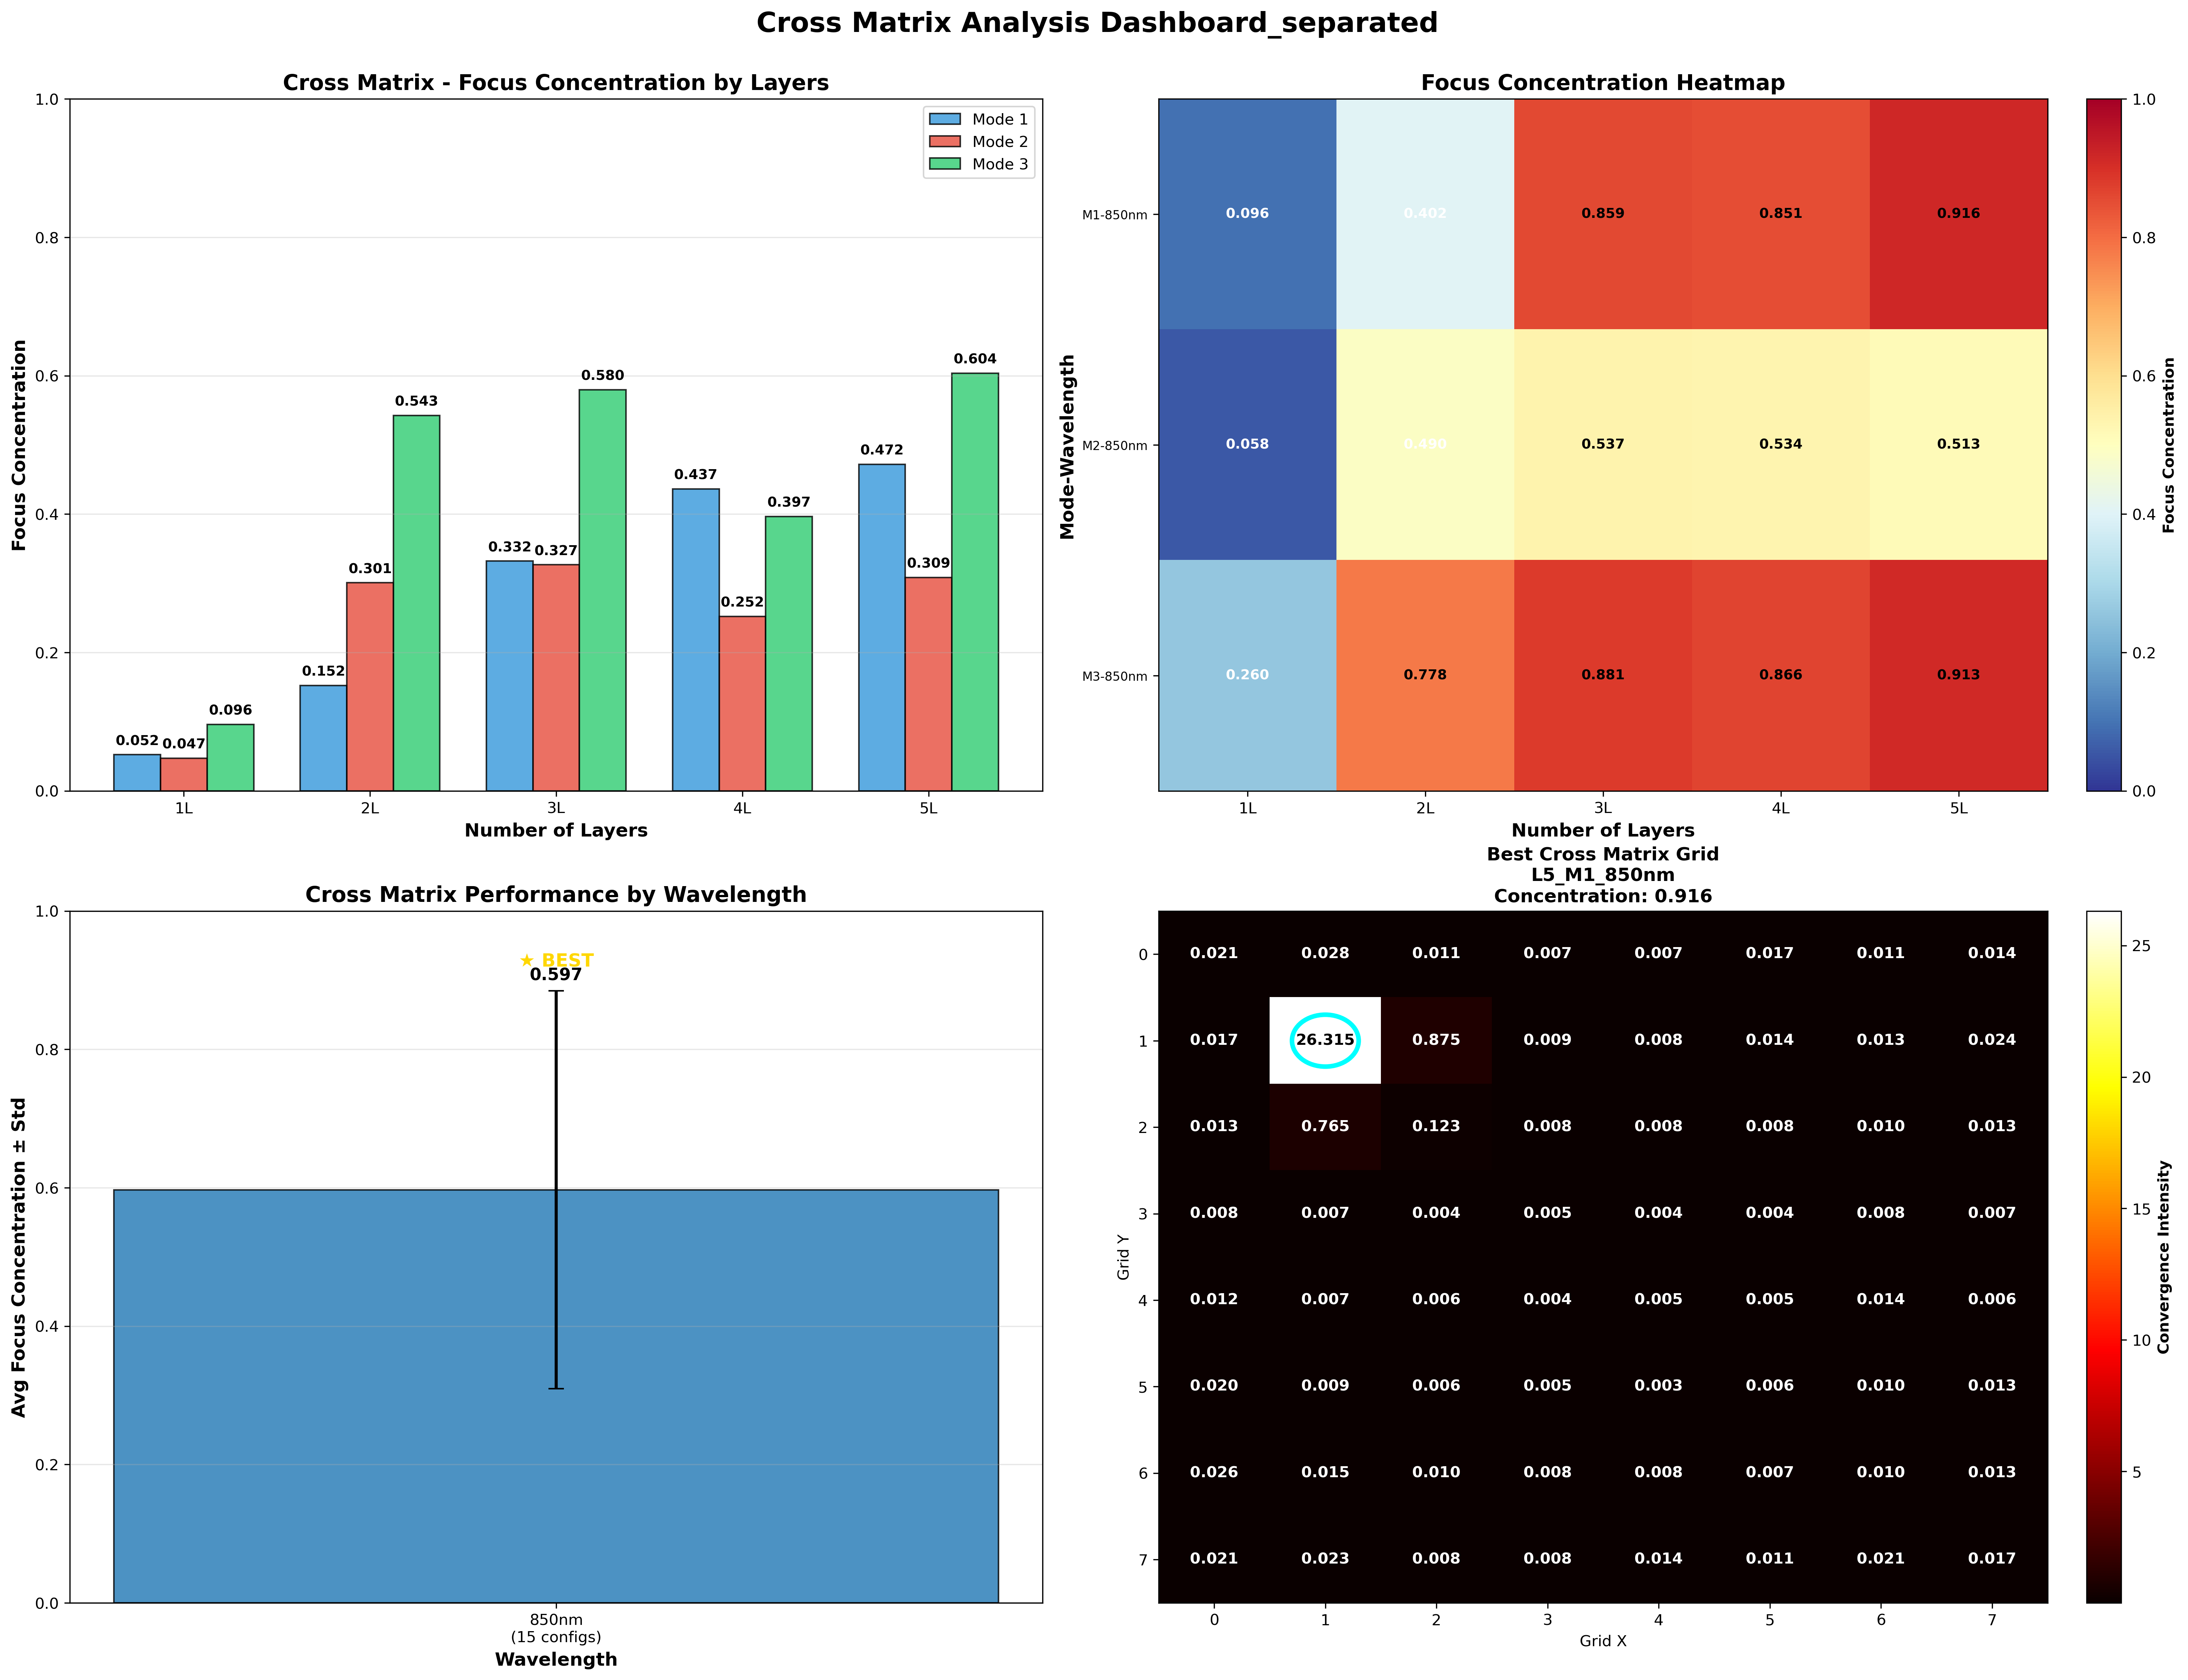 Cross Matrix Analysis Dashboard_separated
Cross Matrix - Focus Concentration by Layers
Focus Concentration
1.0
0.8
0.6
0.4
0.2
0.0
Mode 1
Mode 2
Mode 3
0.052 0.047 0.096
0.152 0.301 0.543
0.332 0.327 0.580
0.437 0.252 0.397
0.472 0.309 0.604
1L 2L 3L 4L 5L
Number of Layers
Focus Concentration Heatmap
Mode-Wavelength
M1-850nm 0.096 0.402 0.859 0.851 0.916
M2-850nm 0.058 0.490 0.537 0.534 0.513
M3-850nm 0.260 0.778 0.881 0.866 0.913
1L 2L 3L 4L 5L
Number of Layers
1.0
0.8
0.6
0.4
0.2
0.0
Focus Concentration
Cross Matrix Performance by Wavelength
Avg Focus Concentration ± Std
1.0
0.8
0.6
0.4
0.2
0.0
★ BEST
0.597
850nm
(15 configs)
Wavelength
Best Cross Matrix Grid
L5_M1_850nm
Concentration: 0.916
Grid Y
0 0.021 0.028 0.011 0.007 0.007 0.017 0.011 0.014
1 0.017 26.315 0.875 0.009 0.008 0.014 0.013 0.024
2 0.013 0.765 0.123 0.008 0.008 0.008 0.010 0.013
3 0.008 0.007 0.004 0.005 0.004 0.004 0.008 0.007
4 0.012 0.007 0.006 0.004 0.005 0.005 0.014 0.006
5 0.020 0.009 0.006 0.005 0.003 0.006 0.010 0.013
6 0.026 0.015 0.010 0.008 0.008 0.007 0.010 0.013
7 0.021 0.023 0.008 0.008 0.014 0.011 0.021 0.017
0 1 2 3 4 5 6 7
Grid X
25
20
15
10
5
Convergence Intensity